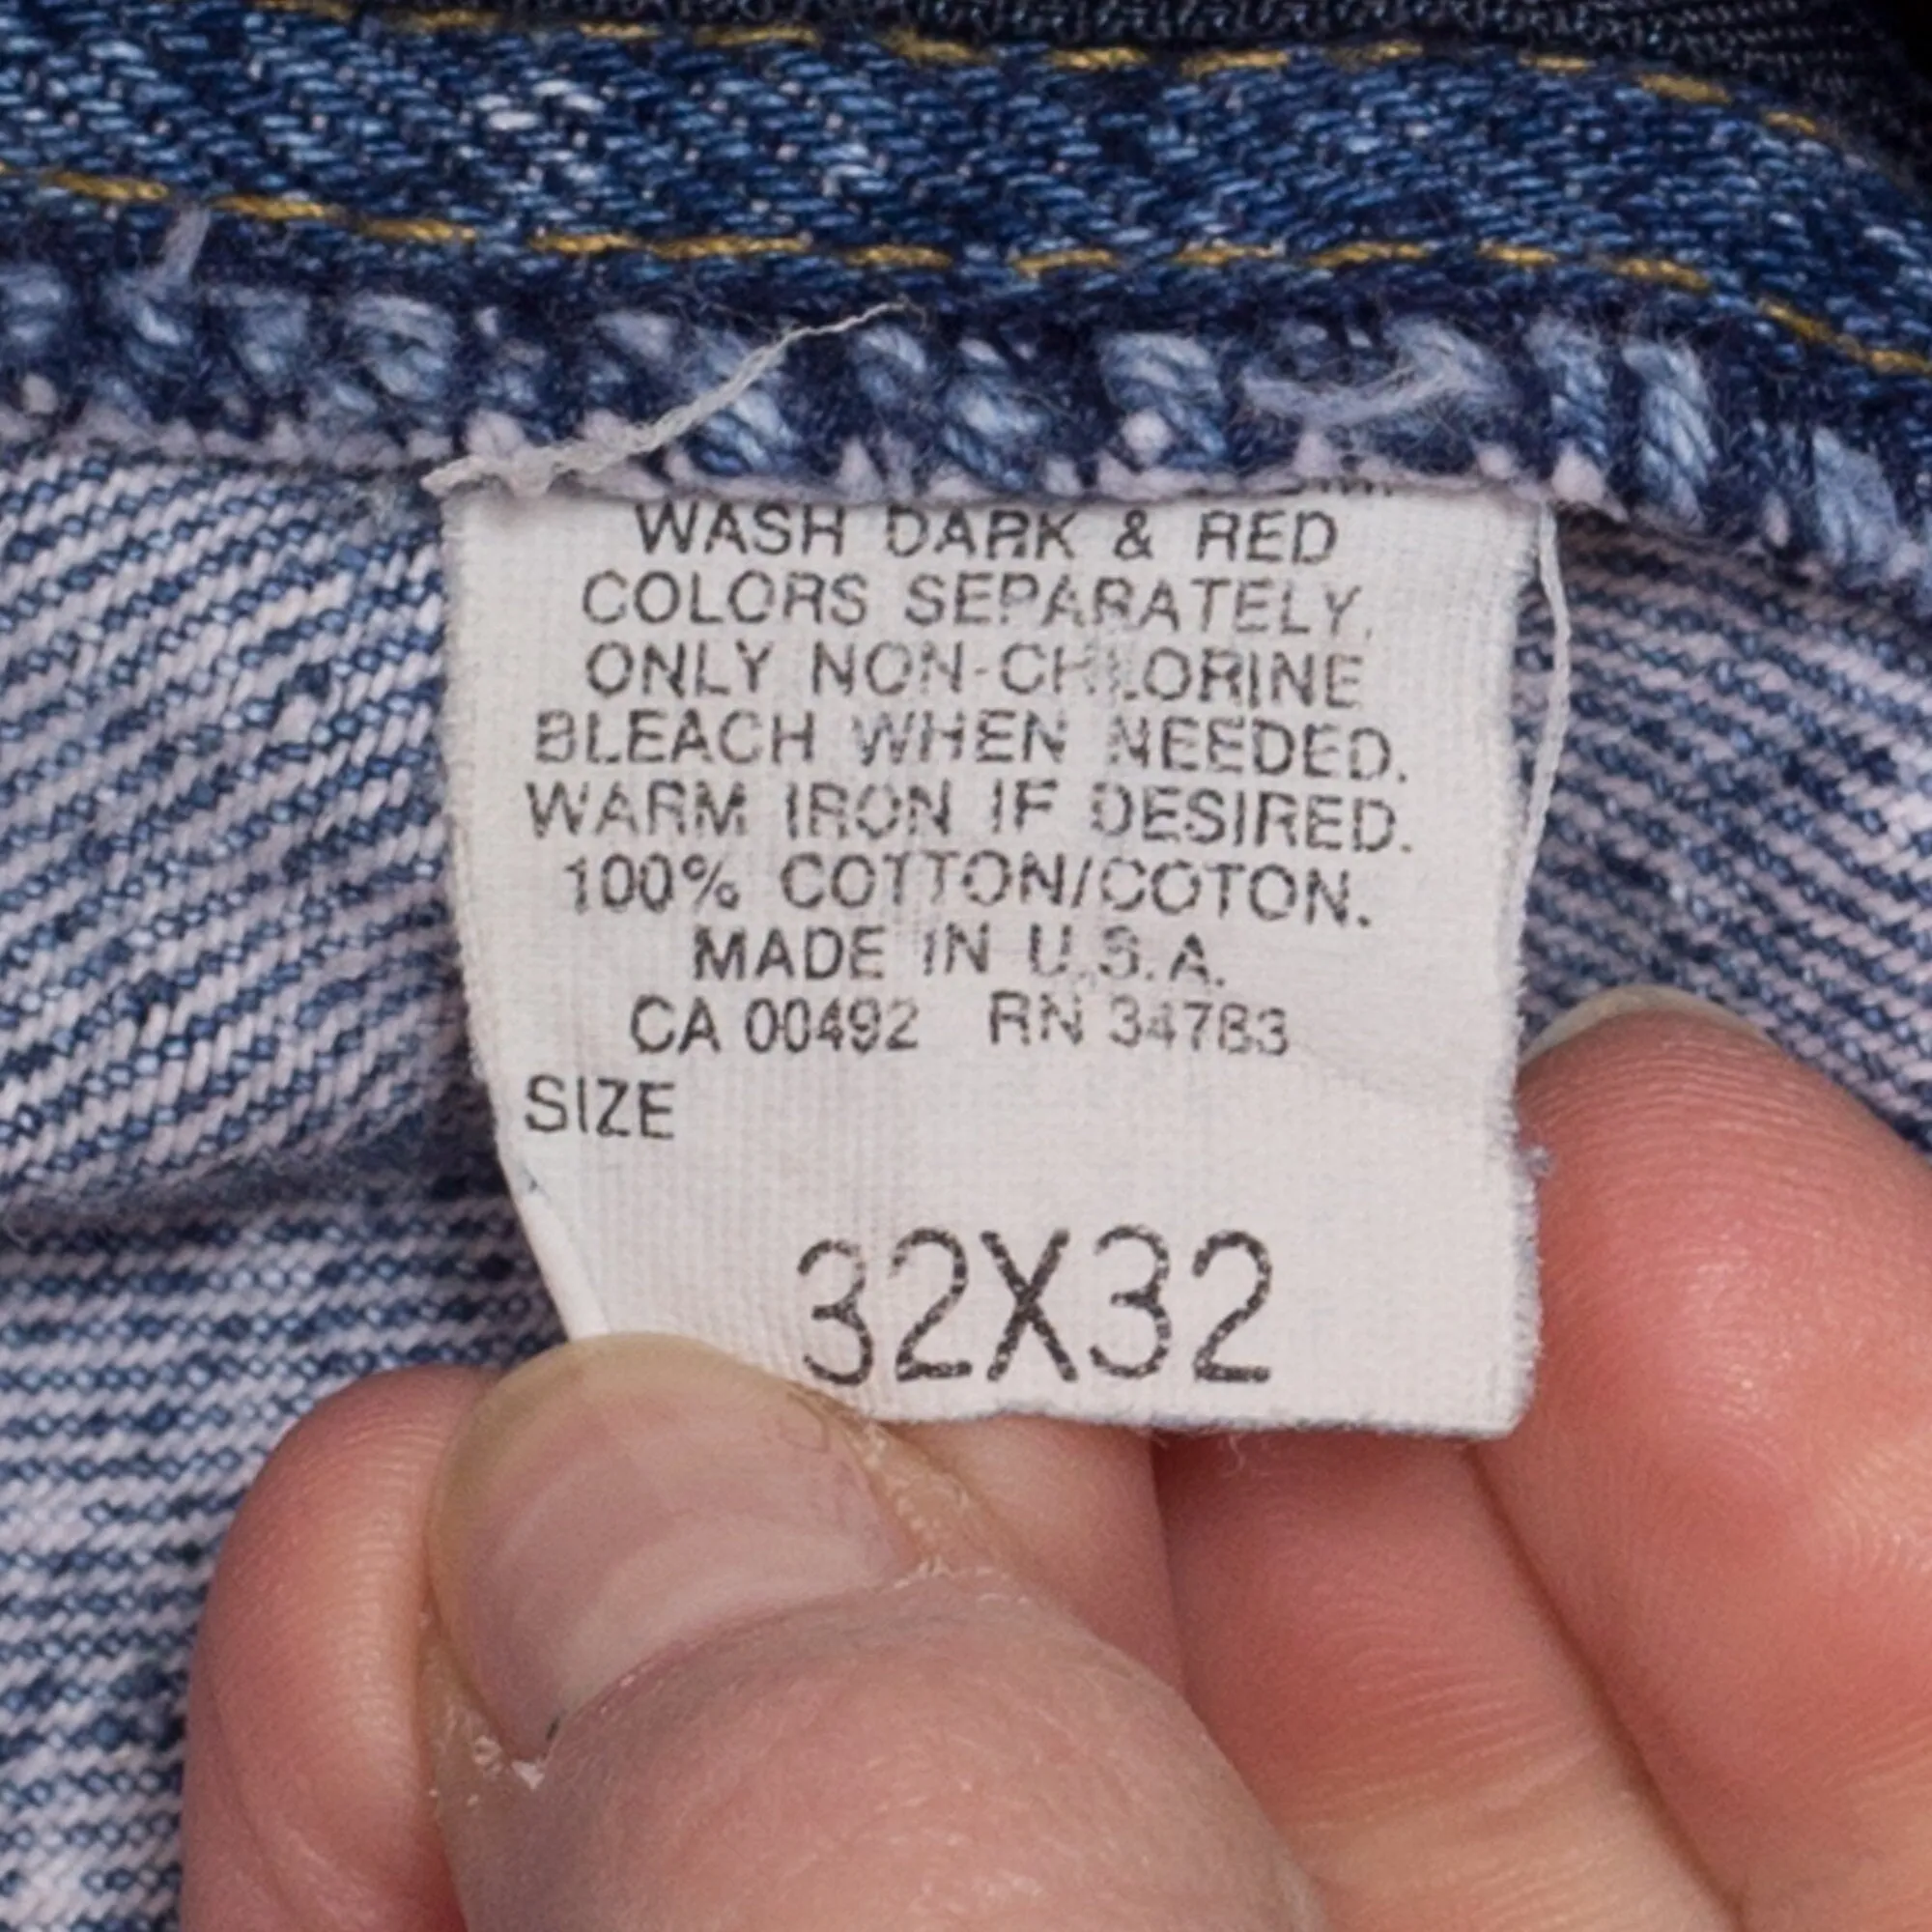 WASH DARK & RED
COLORS SEPARATELY.
ONLY NON-CHLORINE
BLEACH WHEN NEEDED.
WARM IRON IF DESIRED.
100% COTTON/COTON.
MADE IN U.S.A.
CA 00492 RN 34783
SIZE
32X32